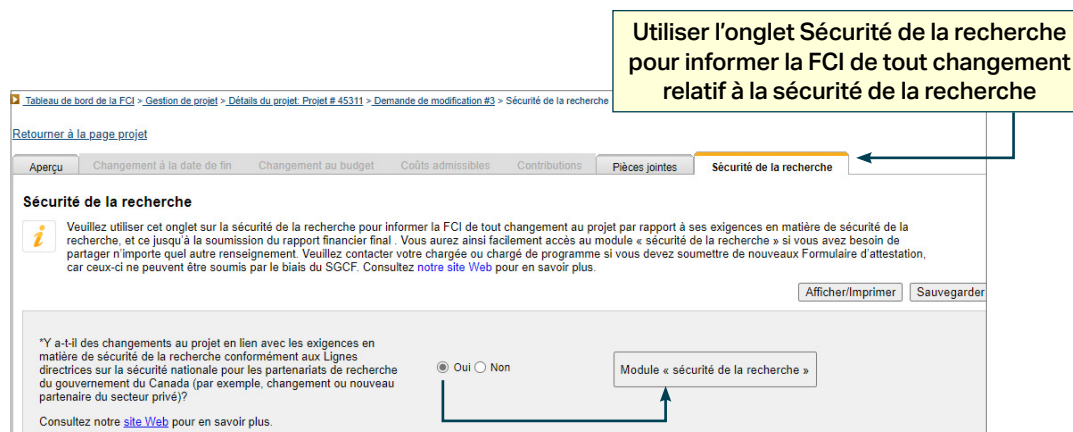 Utiliser l'onglet Sécurité de la recherche
pour informer la FCI de tout changement
relatif à la sécurité de la recherche
Tableau de bord de la FCI > Gestion de projet > Détails du projet: Projet # 45311 > Demande de modification #3 > Sécurité de la recherche
Retourner à la page projet
Aperçu Changement à la date de fin Changement au budget Coûts admissibles Contributions Pièces jointes Sécurité de la recherche
Sécurité de la recherche
Veuillez utiliser cet onglet sur la sécurité de la recherche pour informer la FCI de tout changement au projet par rapport à ses exigences en matière de sécurité de la
recherche, et ce jusqu'à la soumission du rapport financier final . Vous aurez ainsi facilement accès au module « sécurité de la recherche » si vous avez besoin de
partager n'importe quel autre renseignement. Veuillez contacter votre chargée ou chargé de programme si vous devez soumettre de nouveaux Formulaire d'attestation,
car ceux-ci ne peuvent être soumis par le biais du SGCF. Consultez notre site Web pour en savoir plus.
Afficher/Imprimer Sauvegarder
*Y a-t-il des changements au projet en lien avec les exigences en
matière de sécurité de la recherche conformément aux Lignes
directrices sur la sécurité nationale pour les partenariats de recherche
du gouvernement du Canada (par exemple, changement ou nouveau
partenaire du secteur privé)?
Oui Non
Module « sécurité de la recherche »
Consultez notre site Web pour en savoir plus.